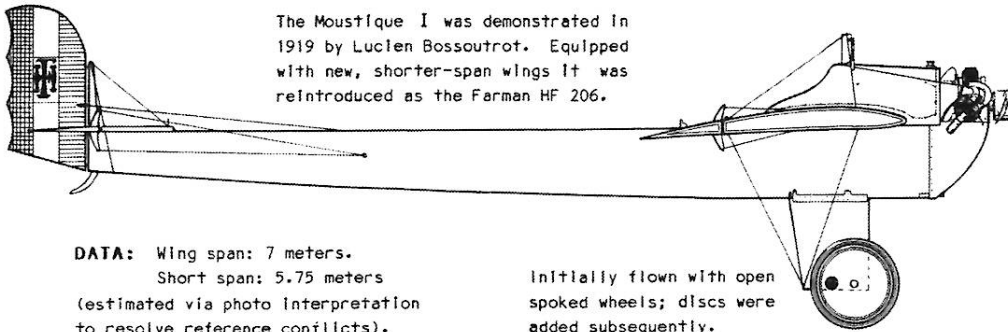 The Moustique I was demonstrated in
1919 by Lucien Bossoutrot. Equipped
with new, shorter-span wings it was
reintroduced as the Farman HF 206.
DATA: Wing span: 7 meters.
Short span: 5.75 meters
(estimated via photo interpretation
to resolve reference conflicts).
Initially flown with open
spoked wheels; discs were
added subsequently.